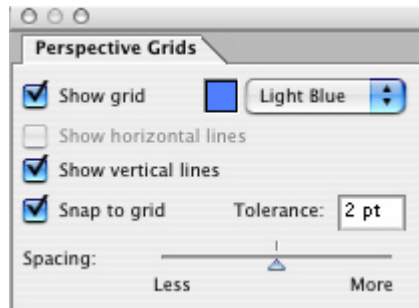 Perspective Grids
Show grid Light Blue
Show horizontal lines
Show vertical lines
Snap to grid Tolerance: 2 pt
Spacing:
Less More